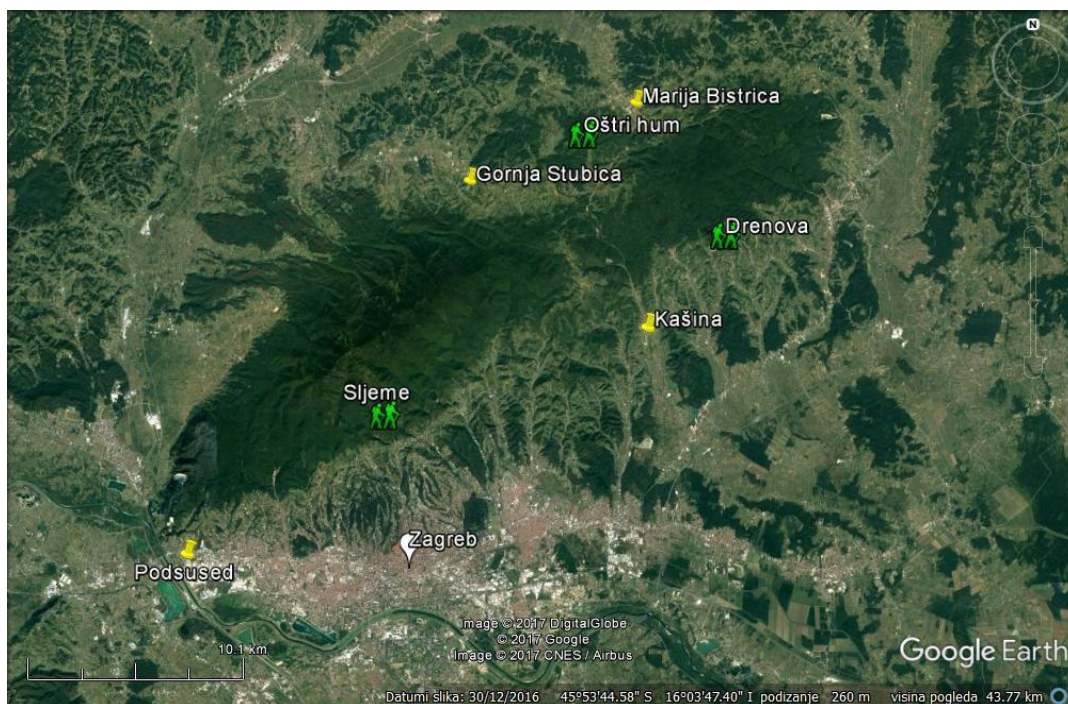 N
Marija Bistrica
Oštri hum
Gornja Stubica
Drenova
Kašina
Sljeme
Zagreb
Podsused
Image © 2017 DigitalGlobe
© 2017 Google
Image © 2017 CNES / Airbus
10.1 km
Google Earth
Datumi slika: 30/12/2016 45°53'44.58" S 16°03'47.40" I podizanje 260 m visina pogleda 43.77 km